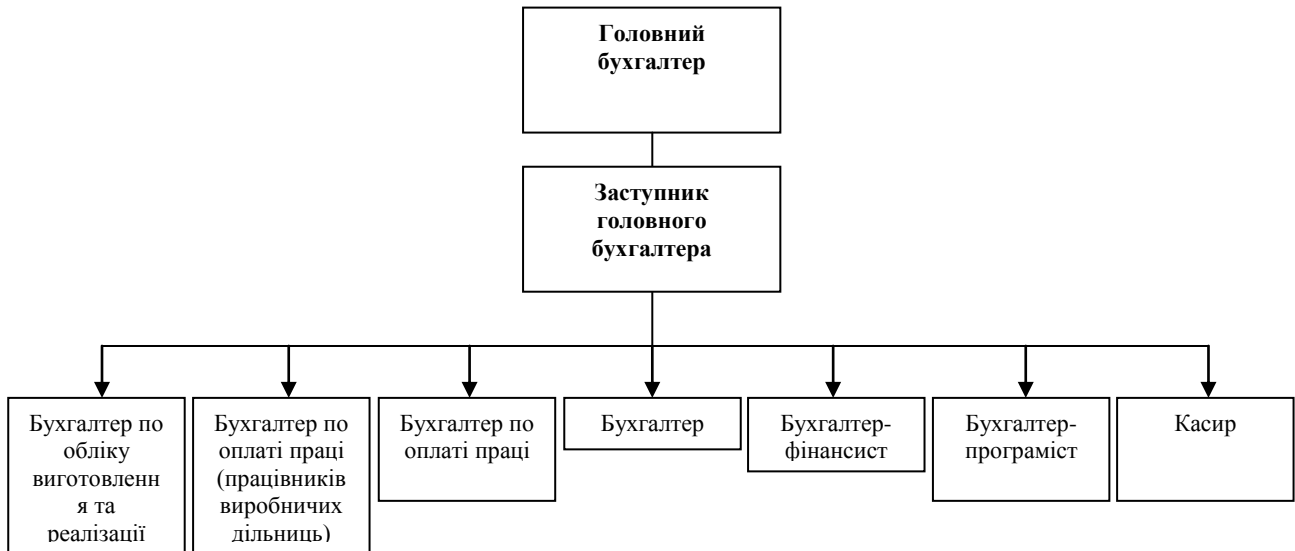 Головний
бухгалтер
Заступник
головного
бухгалтера
Бухгалтер по
обліку
виготовленн
я та
реалізації
Бухгалтер по
оплаті праці
(працівників
виробничих
дільниць)
Бухгалтер по
оплаті праці
Бухгалтер
Бухгалтер-
фінансист
Бухгалтер-
програміст
Касир